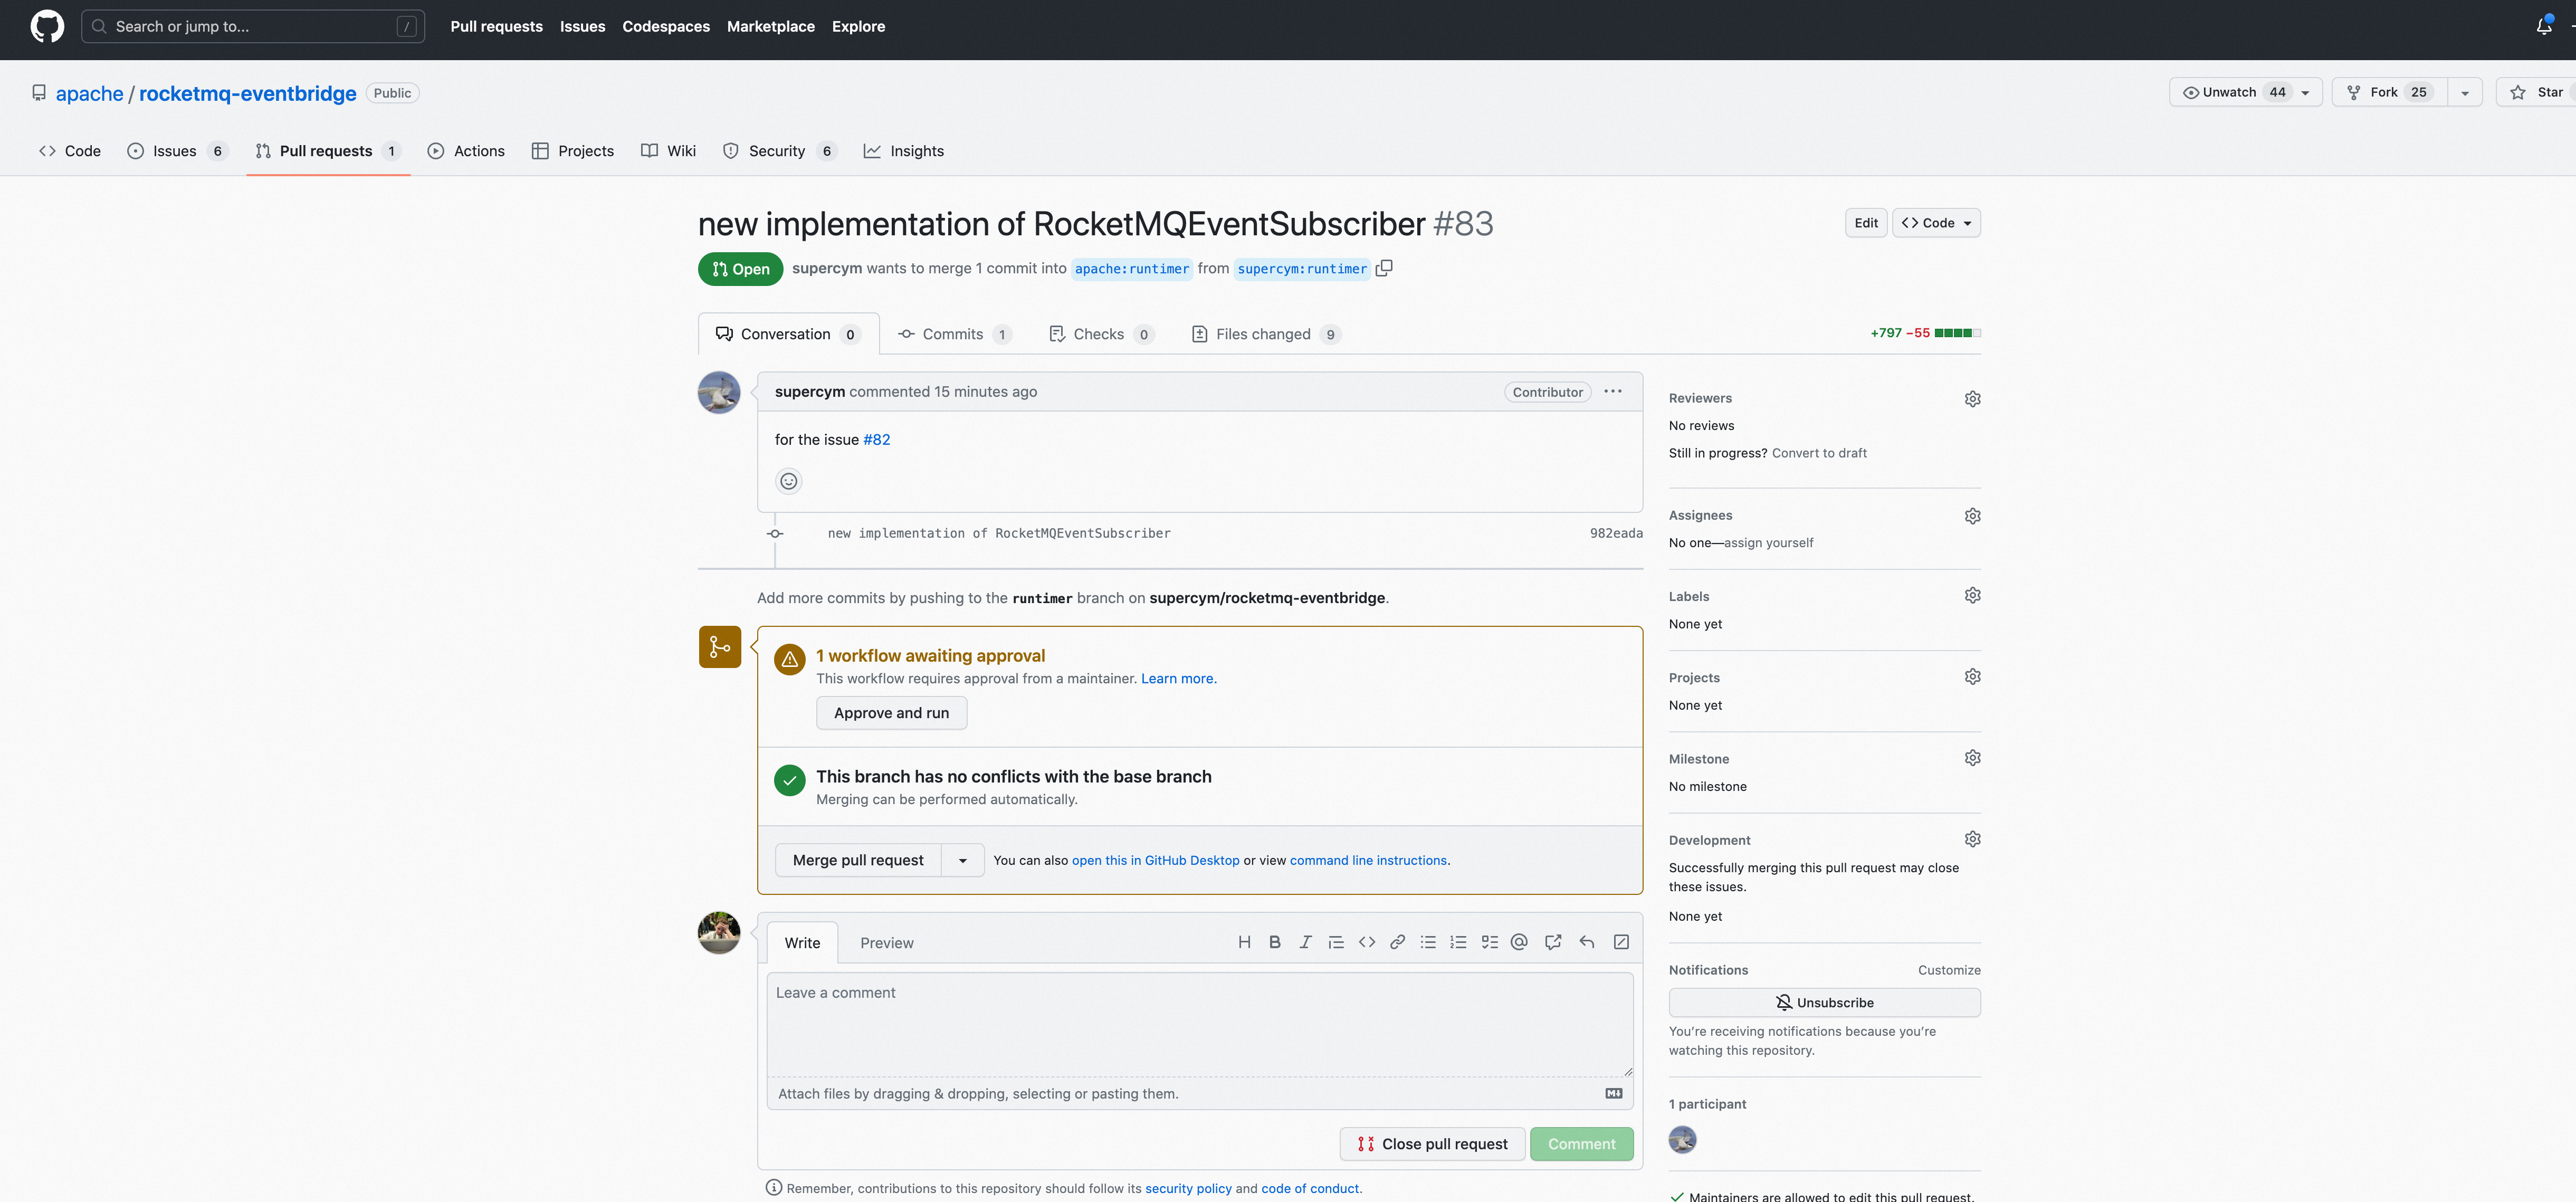 Search or jump to... / Pull requests Issues Codespaces Marketplace Explore
apache / rocketmq-eventbridge Public Unwatch 44 Fork 25 Star
Code Issues 6 Pull requests 1 Actions Projects Wiki Security 6 Insights
new implementation of RocketMQEventSubscriber #83 Edit Code
Open supercym wants to merge 1 commit into apache:runtimer from supercym:runtimer
Conversation 0 Commits 1 Checks 0 Files changed 9 +797 −55
supercym commented 15 minutes ago Contributor ...
for the issue #82
new implementation of RocketMQEventSubscriber 982eada
Add more commits by pushing to the runtimer branch on supercym/rocketmq-eventbridge.
1 workflow awaiting approval
This workflow requires approval from a maintainer. Learn more.
Approve and run
This branch has no conflicts with the base branch
Merging can be performed automatically.
Merge pull request You can also open this in GitHub Desktop or view command line instructions.
Write Preview
Leave a comment
Attach files by dragging & dropping, selecting or pasting them.
Close pull request Comment
Remember, contributions to this repository should follow its security policy and code of conduct.
Reviewers
No reviews
Still in progress? Convert to draft
Assignees
No one—assign yourself
Labels
None yet
Projects
None yet
Milestone
No milestone
Development
Successfully merging this pull request may close
these issues.
None yet
Notifications Customize
Unsubscribe
You’re receiving notifications because you’re
watching this repository.
1 participant
Maintainers are allowed to edit this pull request.